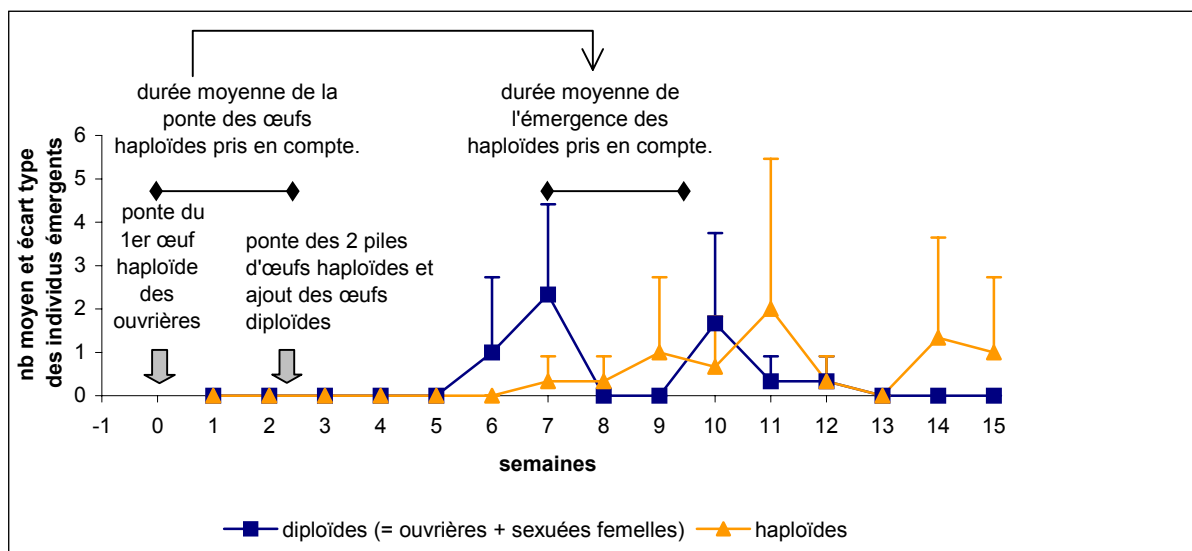 durée moyenne de la
ponte des œufs
haploïdes pris en compte.
durée moyenne de
l'émergence des
haploïdes pris en compte.
ponte du
1er œuf
haploïde
des
ouvrières
ponte des 2 piles
d'œufs haploïdes et
ajout des œufs
diploïdes
nb moyen et écart type
des individus émergents
6
5
4
3
2
1
0
-1 0 1 2 3 4 5 6 7 8 9 10 11 12 13 14 15
semaines
diploïdes (= ouvrières + sexuées femelles) haploïdes